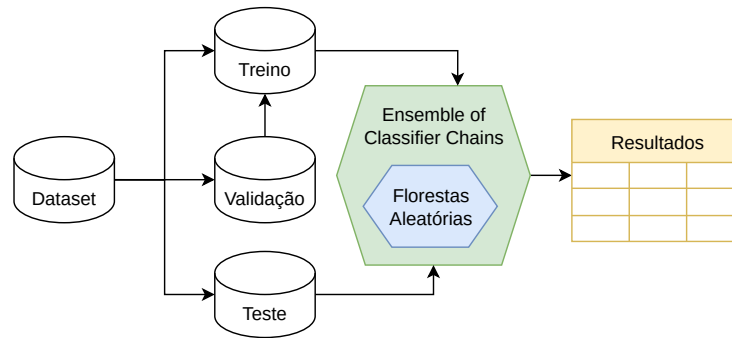 Treino
Dataset
Validação
Teste
Ensemble of
Classifier Chains
Florestas
Aleatórias
Resultados